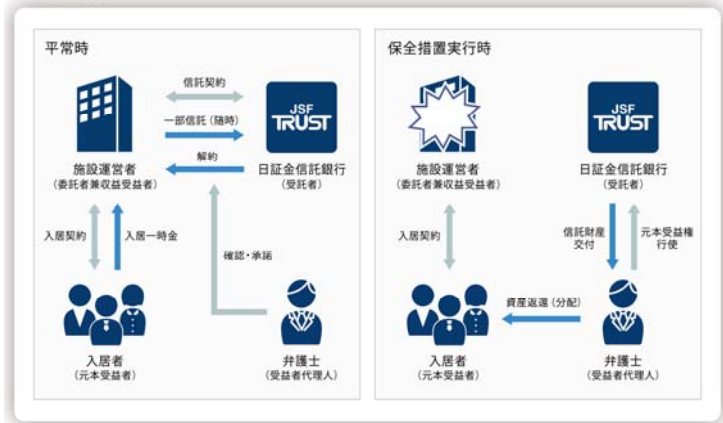 平常時
信託契約
JSF
TRUST
一部信託（随時）
解約
施設運営者
（委託者兼収益受益者）
日証金信託銀行
（受託者）
入居契約
入居一時金
確認・承諾
入居者
（元本受益者）
弁護士
（受益者代理人）
保全措置実行時
JSF
TRUST
施設運営者
（委託者兼収益受益者）
日証金信託銀行
（受託者）
入居契約
信託財産
交付
元本受益権
行使
資産返還（分配）
入居者
（元本受益者）
弁護士
（受益者代理人）